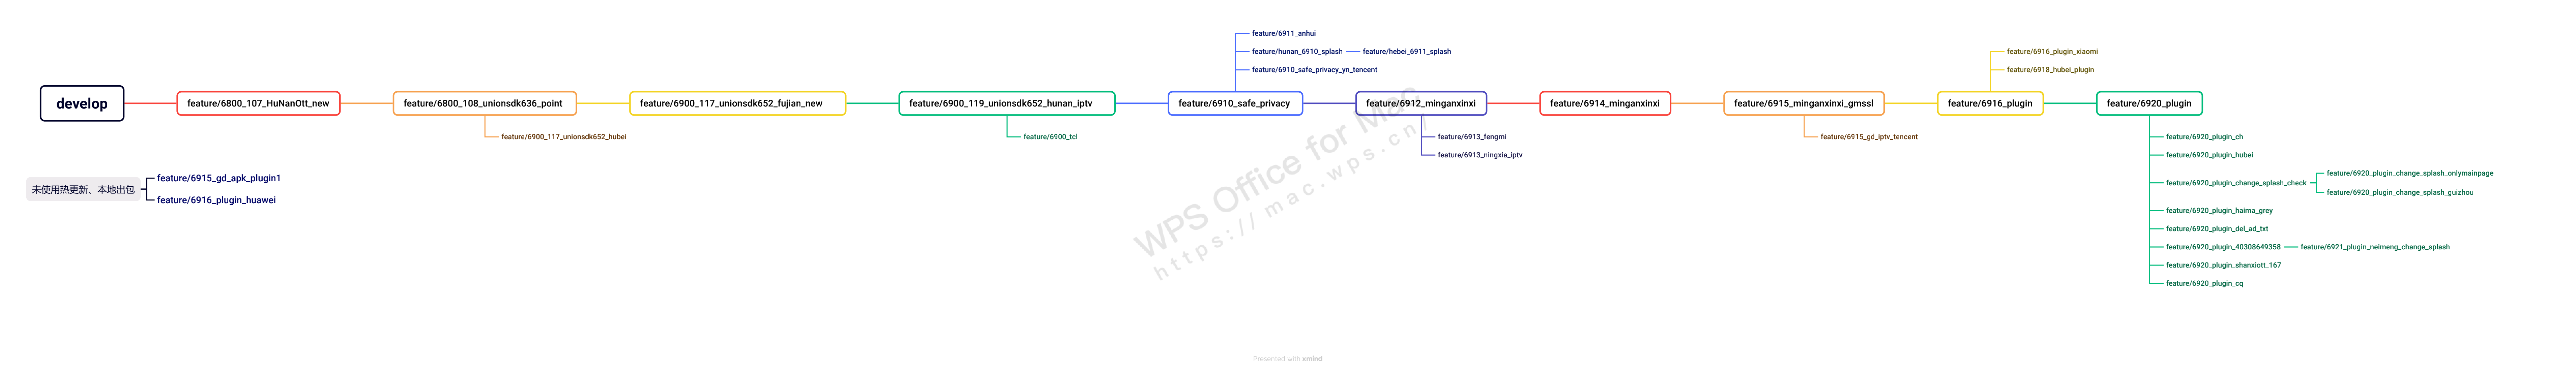 feature/6911_anhui
feature/hunan_6910_splash
feature/hebei_6911_splash
feature/6910_safe_privacy_yn_tencent
feature/6916_plugin_xiaomi
feature/6918_hubei_plugin
develop
feature/6800_107_HuNanOtt_new
feature/6800_108_unionsdk636_point
feature/6900_117_unionsdk652_fujian_new
feature/6900_119_unionsdk652_hunan_iptv
feature/6910_safe_privacy
feature/6912_minganxinxi
feature/6914_minganxinxi
feature/6915_minganxinxi_gmssl
feature/6916_plugin
feature/6920_plugin
feature/6900_117_unionsdk652_hubei
feature/6900_tcl
feature/6913_fengmi
feature/6913_ningxia_iptv
feature/6915_gd_iptv_tencent
feature/6920_plugin_ch
feature/6920_plugin_hubei
feature/6920_plugin_change_splash_check
feature/6920_plugin_change_splash_onlymainpage
feature/6920_plugin_change_splash_guizhou
feature/6920_plugin_haima_grey
feature/6920_plugin_del_ad_txt
feature/6920_plugin_40308649358
feature/6921_plugin_neimeng_change_splash
feature/6920_plugin_shanxiott_167
feature/6920_plugin_cq
未使用热更新、本地出包
feature/6915_gd_apk_plugin1
feature/6916_plugin_huawei
WPS Office for Mac
https://mac.wps.cn/
Presented with xmind